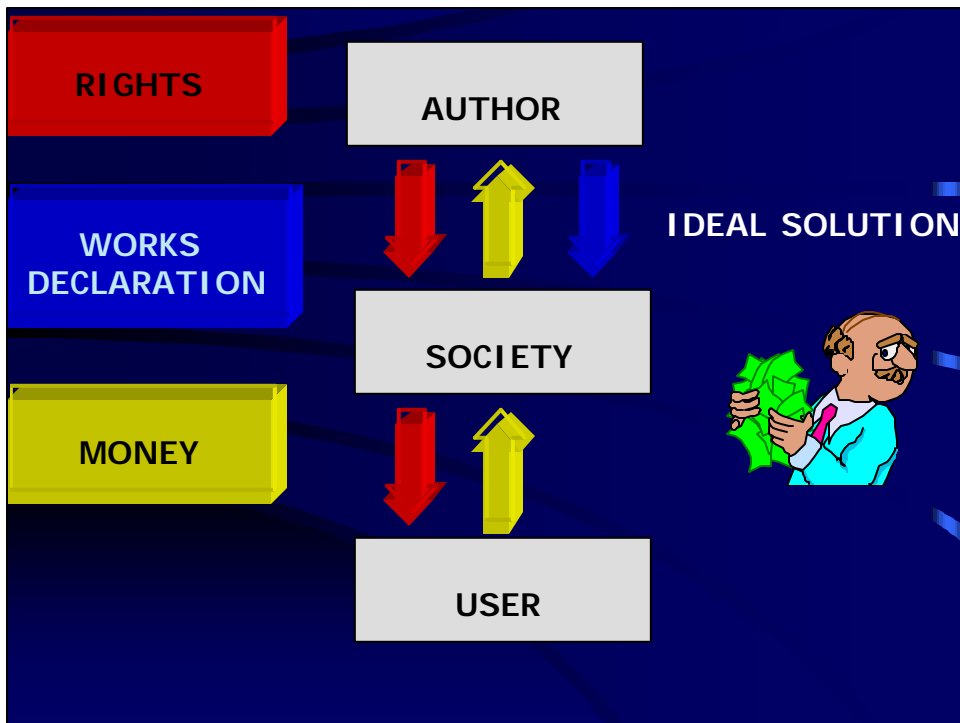 RIGHTS
AUTHOR
WORKS
DECLARATION
IDEAL SOLUTION
SOCIETY
MONEY
USER